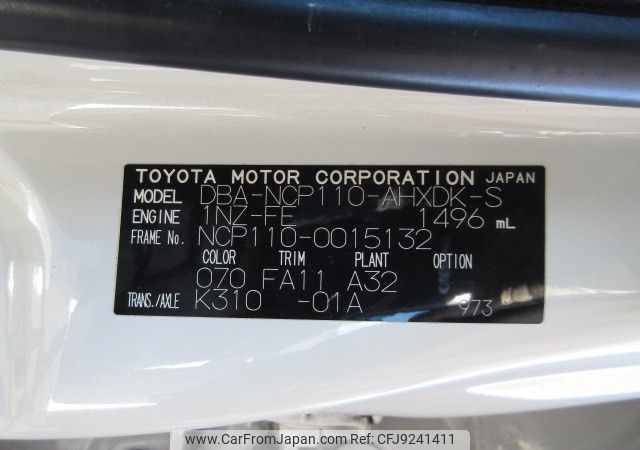 TOYOTA MOTOR CORPORATION JAPAN
MODEL DBA-NCP110-AHXDK-S
ENGINE 1NZ-FE 1496 mL
FRAME No. NCP110-0015132
COLOR TRIM PLANT OPTION
070 FA11 A32
TRANS./AXLE K310 -01A 973
www.CarFromJapan.com Ref:CFJ9241411